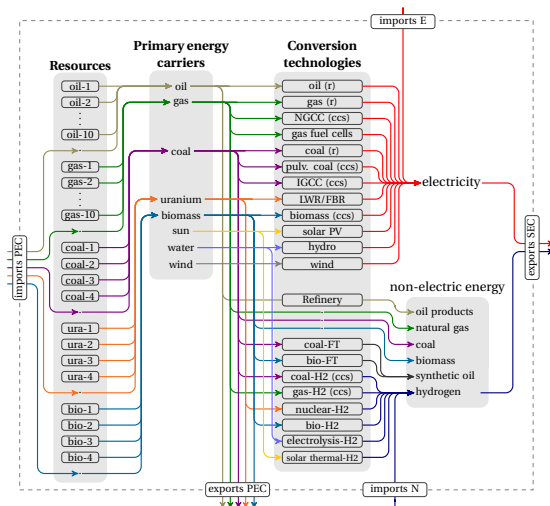 imports E
Resources
Primary energy
carriers
Conversion
technologies
oil-1
oil-2
oil-10
gas-1
gas-2
gas-10
coal-1
coal-2
coal-3
coal-4
ura-1
ura-2
ura-3
ura-4
bio-1
bio-2
bio-3
bio-4
imports PEC
oil
gas
coal
uranium
biomass
sun
water
wind
oil (r)
gas (r)
NGCC (ccs)
gas fuel cells
coal (r)
pulv. coal (ccs)
IGCC (ccs)
LWR/FBR
biomass (ccs)
solar PV
hydro
wind
Refinery
coal-FT
bio-FT
coal-H2 (ccs)
gas-H2 (ccs)
nuclear-H2
bio-H2
electrolysis-H2
solar thermal-H2
electricity
non-electric energy
oil products
natural gas
coal
biomass
synthetic oil
hydrogen
exports SEC
exports PEC
imports N